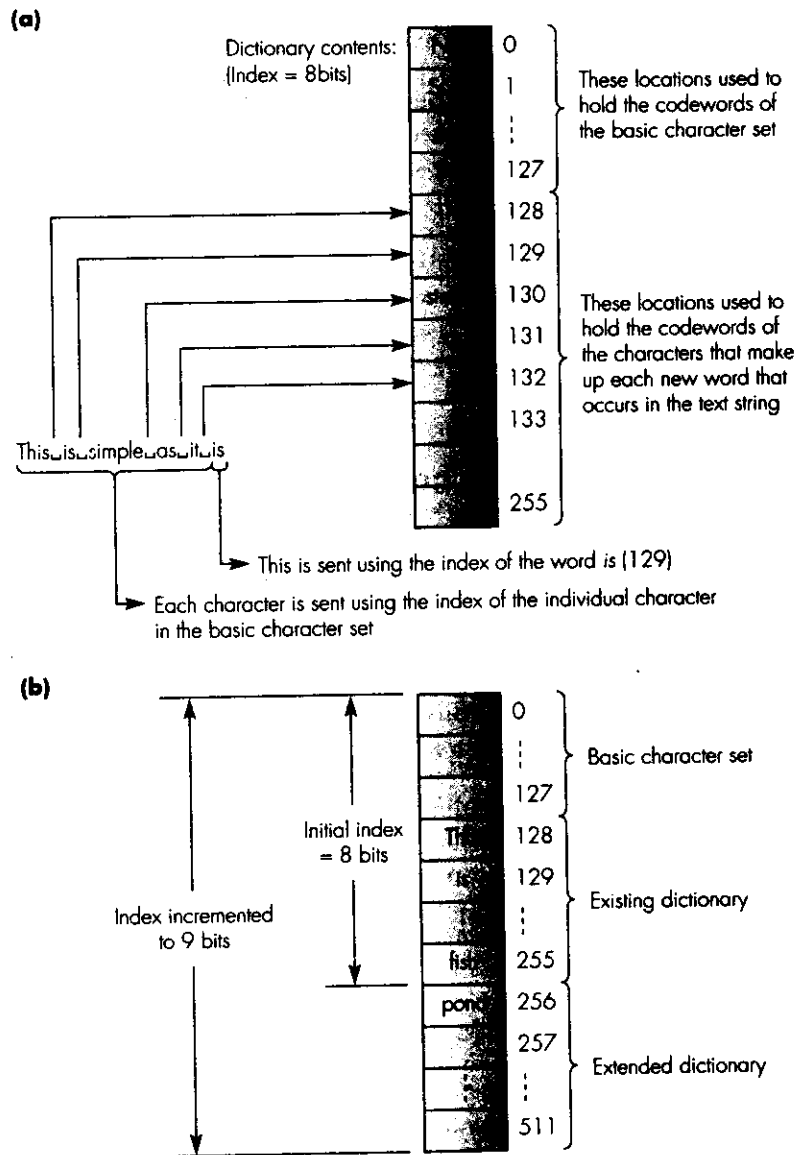 (a)
Dictionary contents:
(Index = 8bits)
0
1
127
128
129
130
131
132
133
255
These locations used to
hold the codewords of
the basic character set
These locations used to
hold the codewords of
the characters that make
up each new word that
occurs in the text string
This␣is␣simple␣as␣it␣is
This is sent using the index of the word is (129)
Each character is sent using the index of the individual character
in the basic character set
(b)
0
127
128
129
255
256
257
511
Basic character set
Existing dictionary
Extended dictionary
Initial index
= 8 bits
Index incremented
to 9 bits
fish
pond